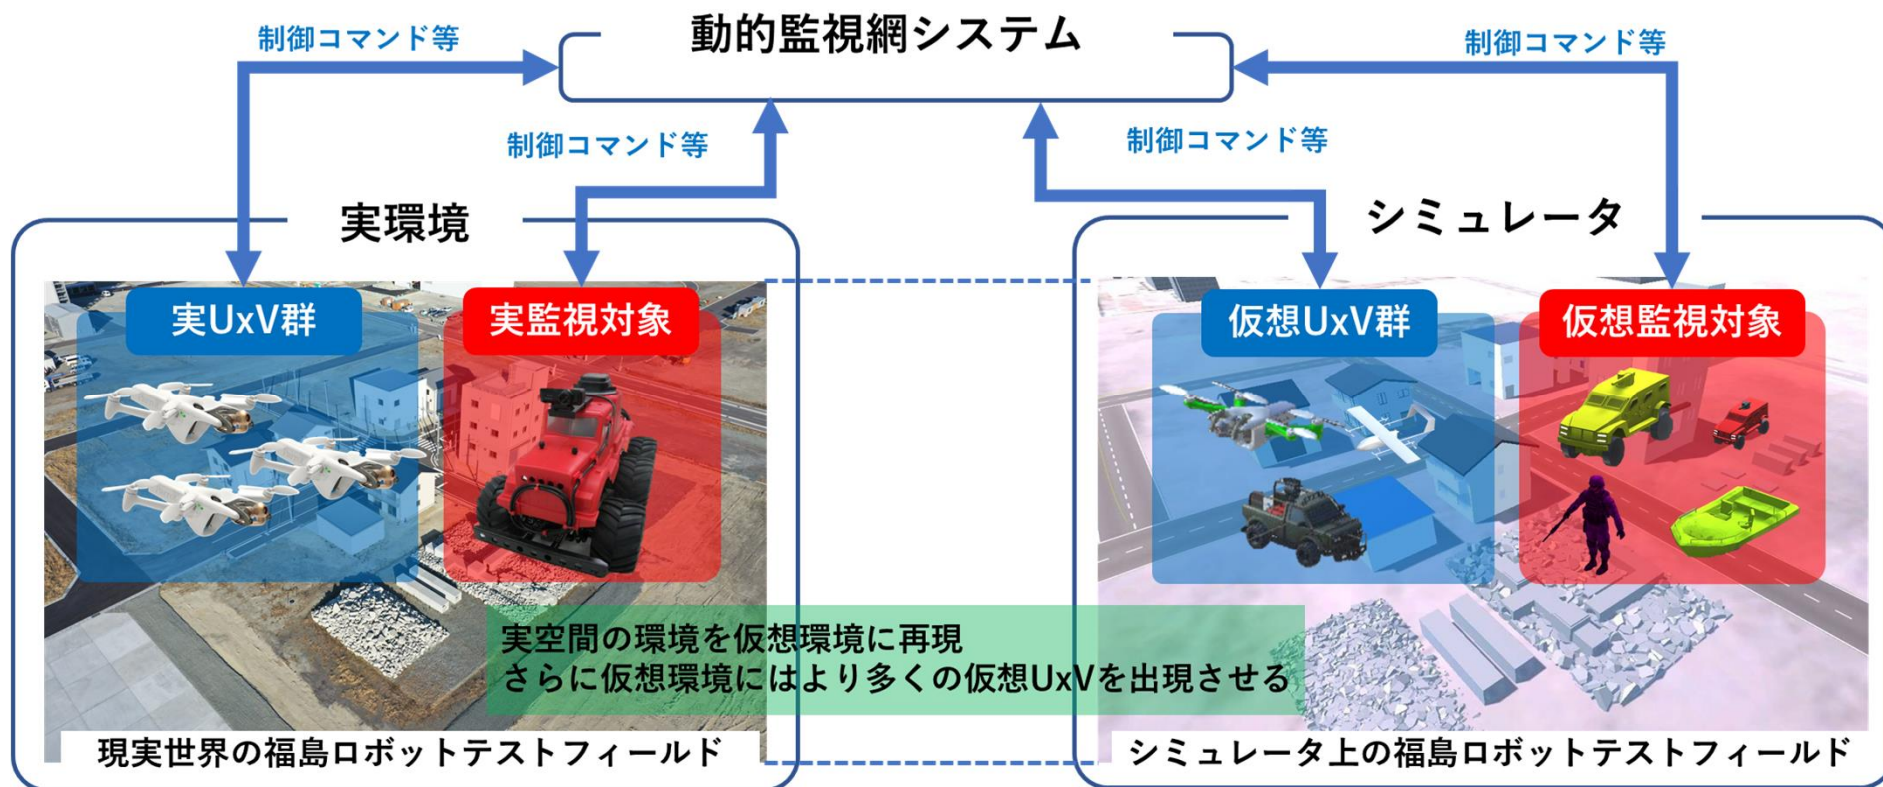 動的監視網システム
制御コマンド等
制御コマンド等
制御コマンド等
制御コマンド等
実環境
シミュレータ
実UxV群
実監視対象
仮想UxV群
仮想監視対象
実空間の環境を仮想環境に再現
さらに仮想環境にはより多くの仮想UxVを出現させる
現実世界の福島ロボットテストフィールド
シミュレータ上の福島ロボットテストフィールド